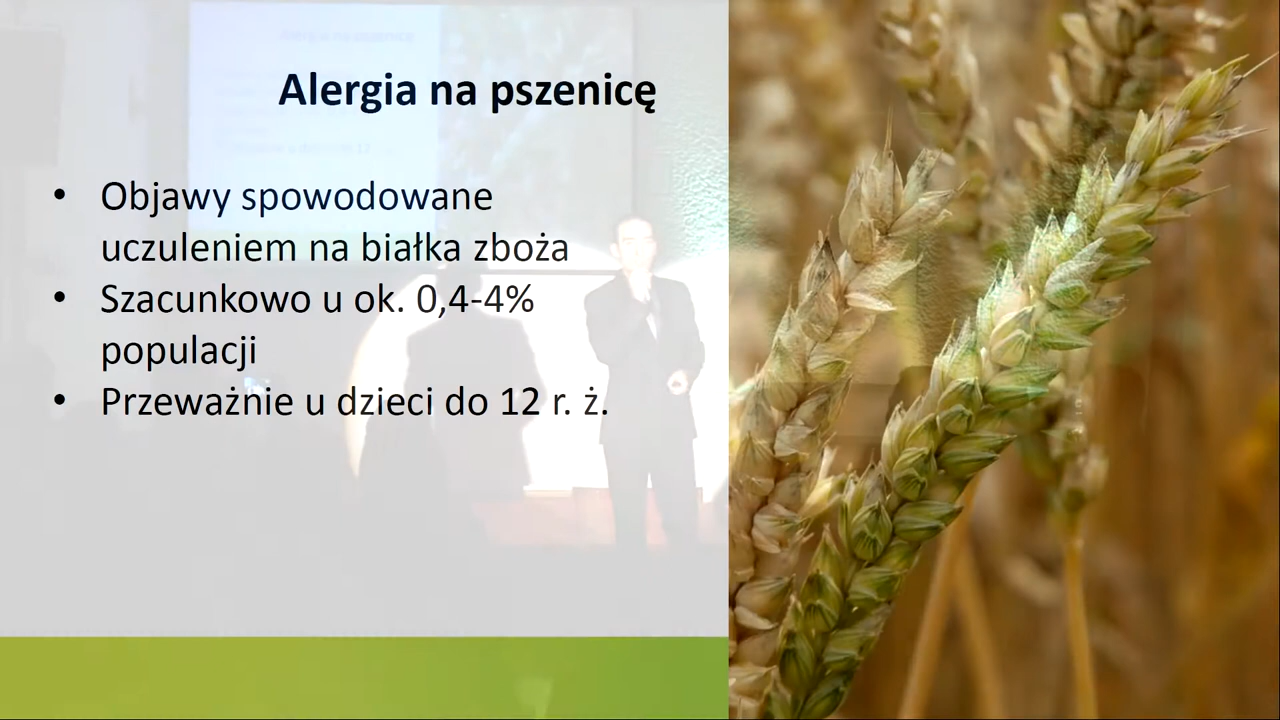 Alergia na pszenicę
• Objawy spowodowane
uczuleniem na białka zboża
• Szacunkowo u ok. 0,4-4%
populacji
• Przeważnie u dzieci do 12 r. ż.